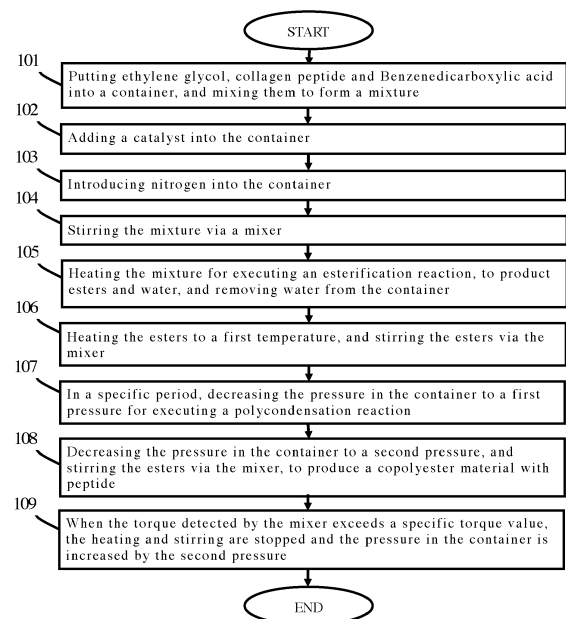 START
101
Putting ethylene glycol, collagen peptide and Benzenedicarboxylic acid
into a container, and mixing them to form a mixture
102
Adding a catalyst into the container
103
Introducing nitrogen into the container
104
Stirring the mixture via a mixer
105
Heating the mixture for executing an esterification reaction, to product
esters and water, and removing water from the container
106
Heating the esters to a first temperature, and stirring the esters via the
mixer
107
In a specific period, decreasing the pressure in the container to a first
pressure for executing a polycondensation reaction
108
Decreasing the pressure in the container to a second pressure, and
stirring the esters via the mixer, to produce a copolyester material with
peptide
109
When the torque detected by the mixer exceeds a specific torque value,
the heating and stirring are stopped and the pressure in the container is
increased by the second pressure
END